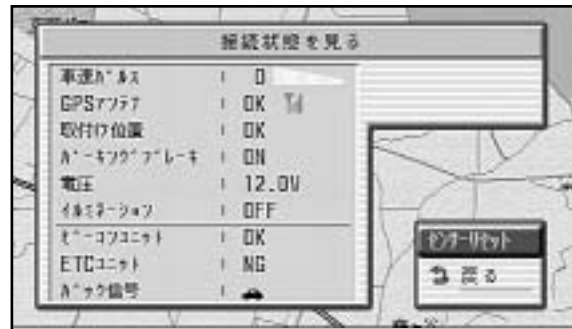 接続状態を見る
車速パルス : 0
GPSアンテナ : OK
取付け位置 : OK
パーキングブレーキ : ON
電圧 : 12.0V
イルミネーション : OFF
ビーコンユニット : OK
ETCユニット : NG
バック信号 :
センサーリセット
戻る